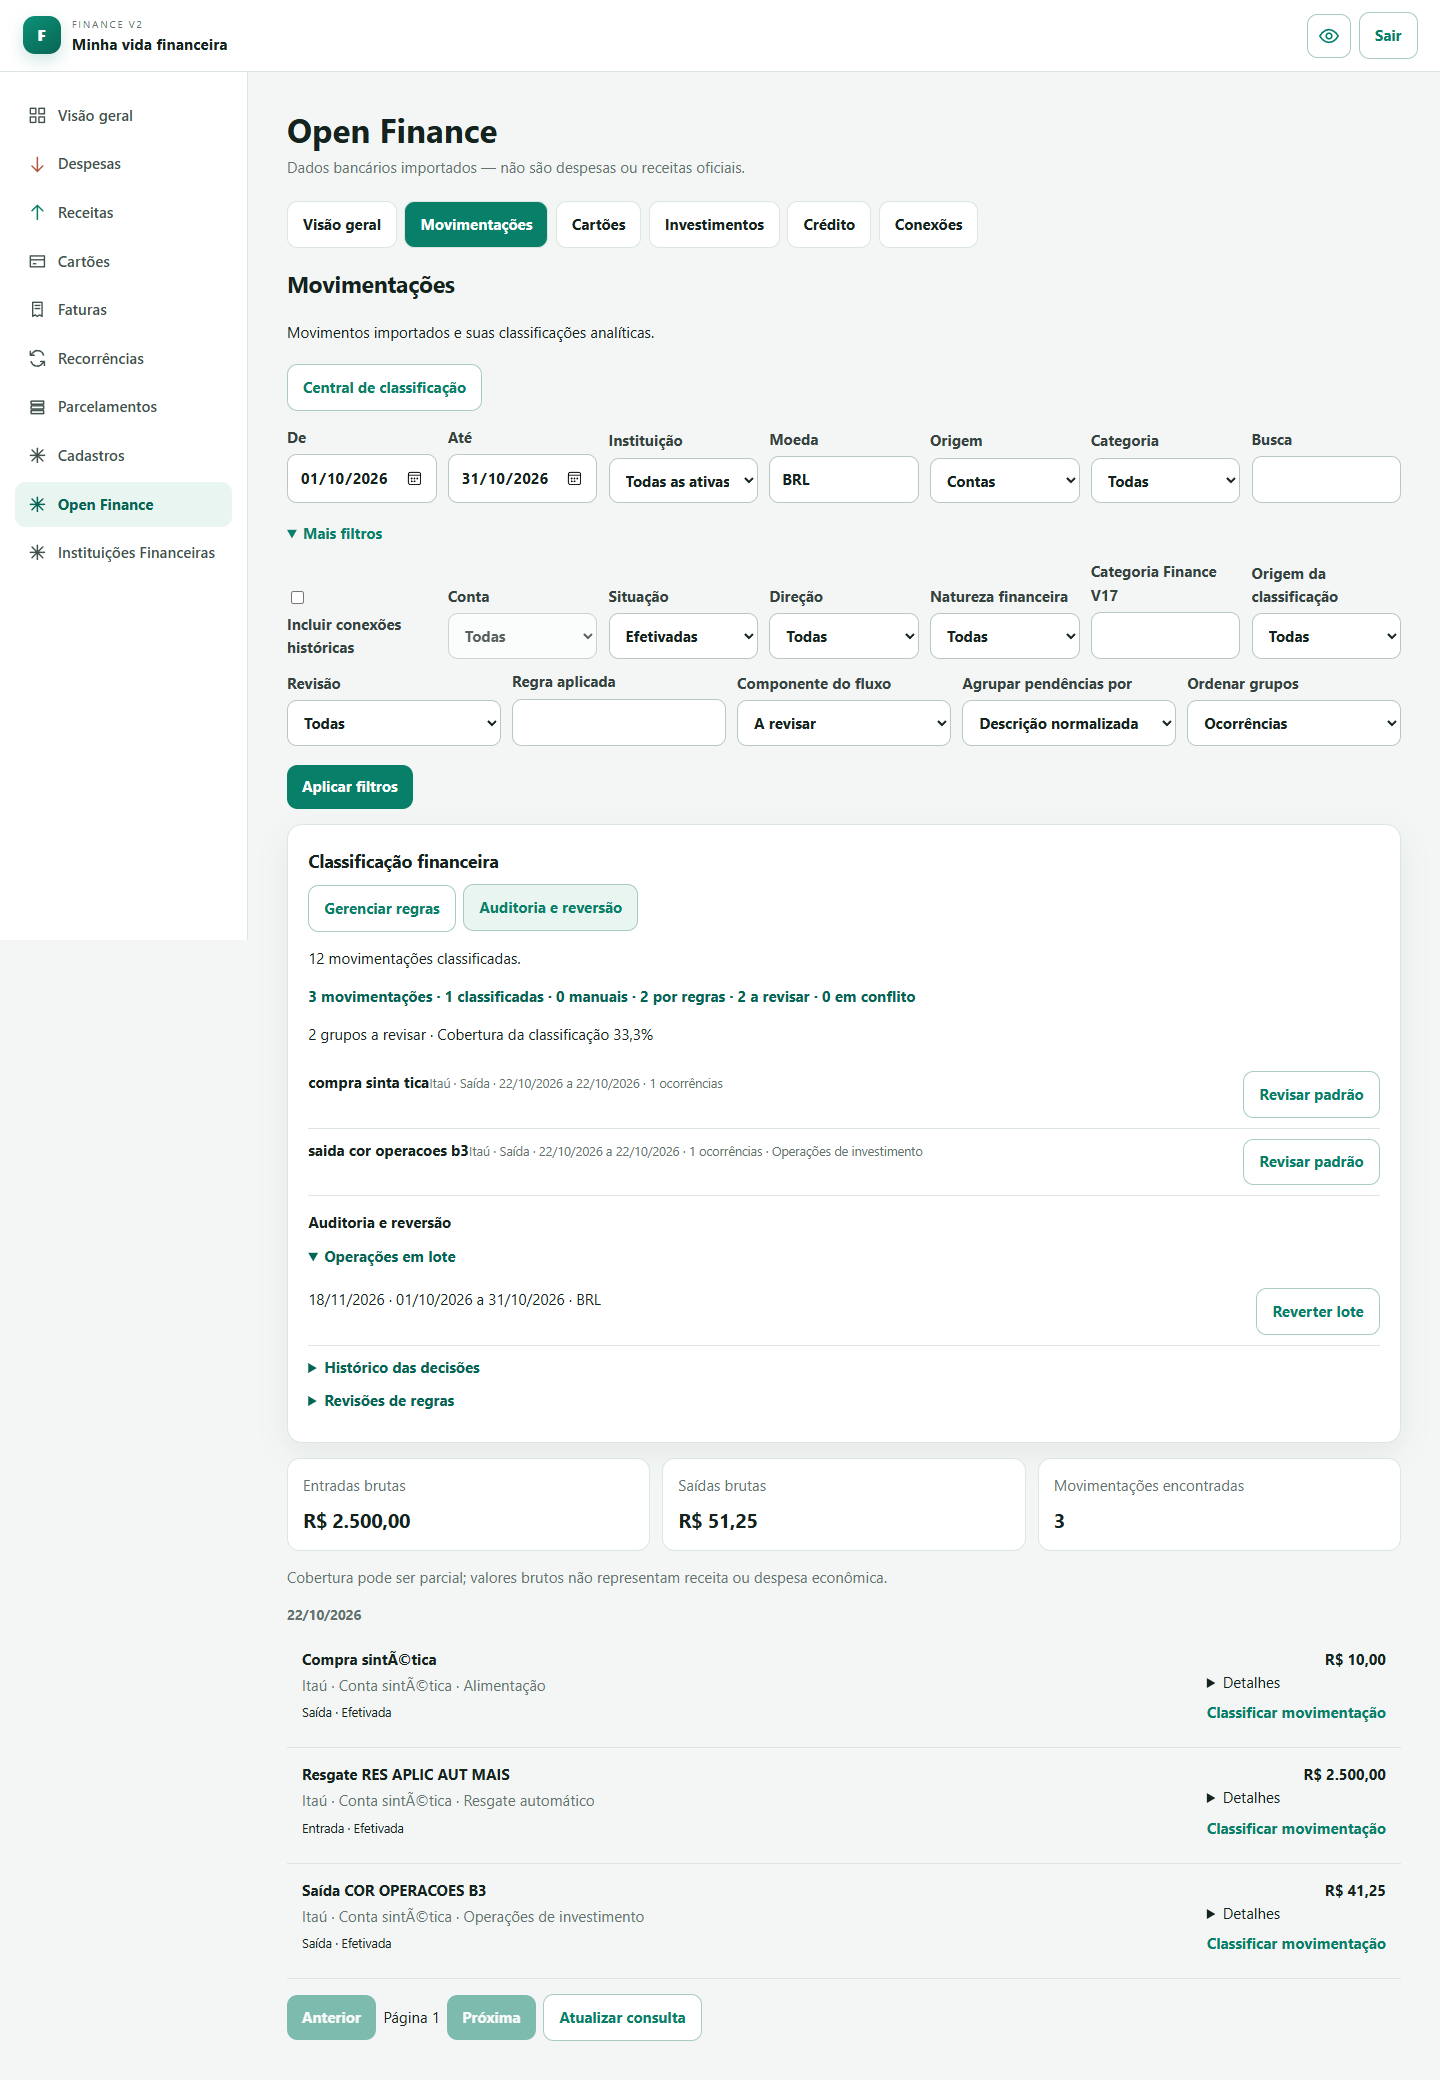 F
FINANCE V2
Minha vida financeira
Sair
Visão geral
Despesas
Receitas
Cartões
Faturas
Recorrências
Parcelamentos
Cadastros
Open Finance
Instituições Financeiras
Open Finance
Dados bancários importados — não são despesas ou receitas oficiais.
Visão geral Movimentações Cartões Investimentos Crédito Conexões
Movimentações
Movimentos importados e suas classificações analíticas.
Central de classificação
De Até Instituição Moeda Origem Categoria Busca
01/10/2026 31/10/2026 Todas as ativas BRL Contas Todas
▼ Mais filtros
Incluir conexões históricas Conta Situação Direção Natureza financeira Categoria Finance V17 Origem da classificação
Todas Efetivadas Todas Todas Todas
Revisão Regra aplicada Componente do fluxo Agrupar pendências por Ordenar grupos
Todas A revisar Descrição normalizada Ocorrências
Aplicar filtros
Classificação financeira
Gerenciar regras Auditoria e reversão
12 movimentações classificadas.
3 movimentações · 1 classificadas · 0 manuais · 2 por regras · 2 a revisar · 0 em conflito
2 grupos a revisar · Cobertura da classificação 33,3%
compra sinta ticaItaú · Saída · 22/10/2026 a 22/10/2026 · 1 ocorrências Revisar padrão
saida cor operacoes b3Itaú · Saída · 22/10/2026 a 22/10/2026 · 1 ocorrências · Operações de investimento Revisar padrão
Auditoria e reversão
▼ Operações em lote
18/11/2026 · 01/10/2026 a 31/10/2026 · BRL Reverter lote
▶ Histórico das decisões
▶ Revisões de regras
Entradas brutas Saídas brutas Movimentações encontradas
R$ 2.500,00 R$ 51,25 3
Cobertura pode ser parcial; valores brutos não representam receita ou despesa econômica.
22/10/2026
Compra sintÃ©tica R$ 10,00
Itaú · Conta sintÃ©tica · Alimentação ▶ Detalhes
Saída · Efetivada Classificar movimentação
Resgate RES APLIC AUT MAIS R$ 2.500,00
Itaú · Conta sintÃ©tica · Resgate automático ▶ Detalhes
Entrada · Efetivada Classificar movimentação
Saída COR OPERACOES B3 R$ 41,25
Itaú · Conta sintÃ©tica · Operações de investimento ▶ Detalhes
Saída · Efetivada Classificar movimentação
Anterior Página 1 Próxima Atualizar consulta